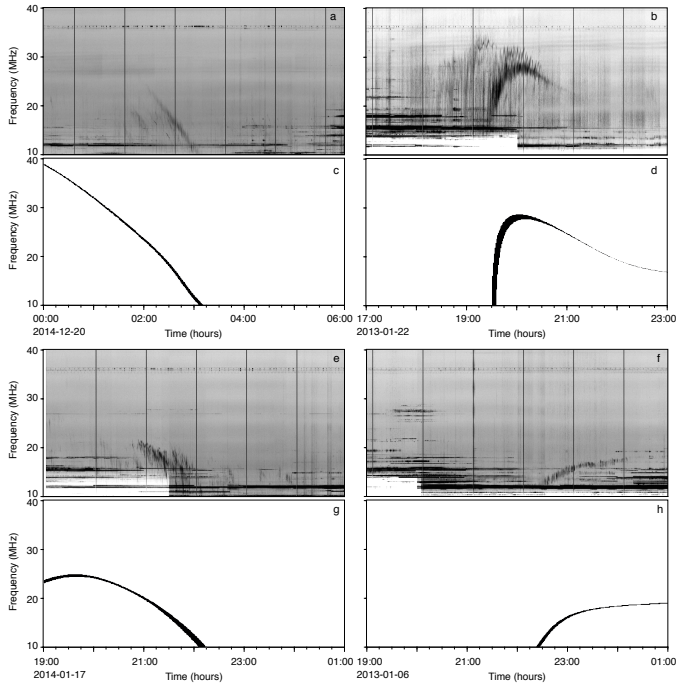 a
b
40
30
20
10
Frequency (MHz)
c
d
40
30
20
10
Frequency (MHz)
00:00 02:00 04:00 06:00
2014-12-20 Time (hours)
17:00 19:00 21:00 23:00
2013-01-22 Time (hours)
e
f
40
30
20
10
Frequency (MHz)
g
h
40
30
20
10
Frequency (MHz)
19:00 21:00 23:00 01:00
2014-01-17 Time (hours)
19:00 21:00 23:00 01:00
2013-01-06 Time (hours)